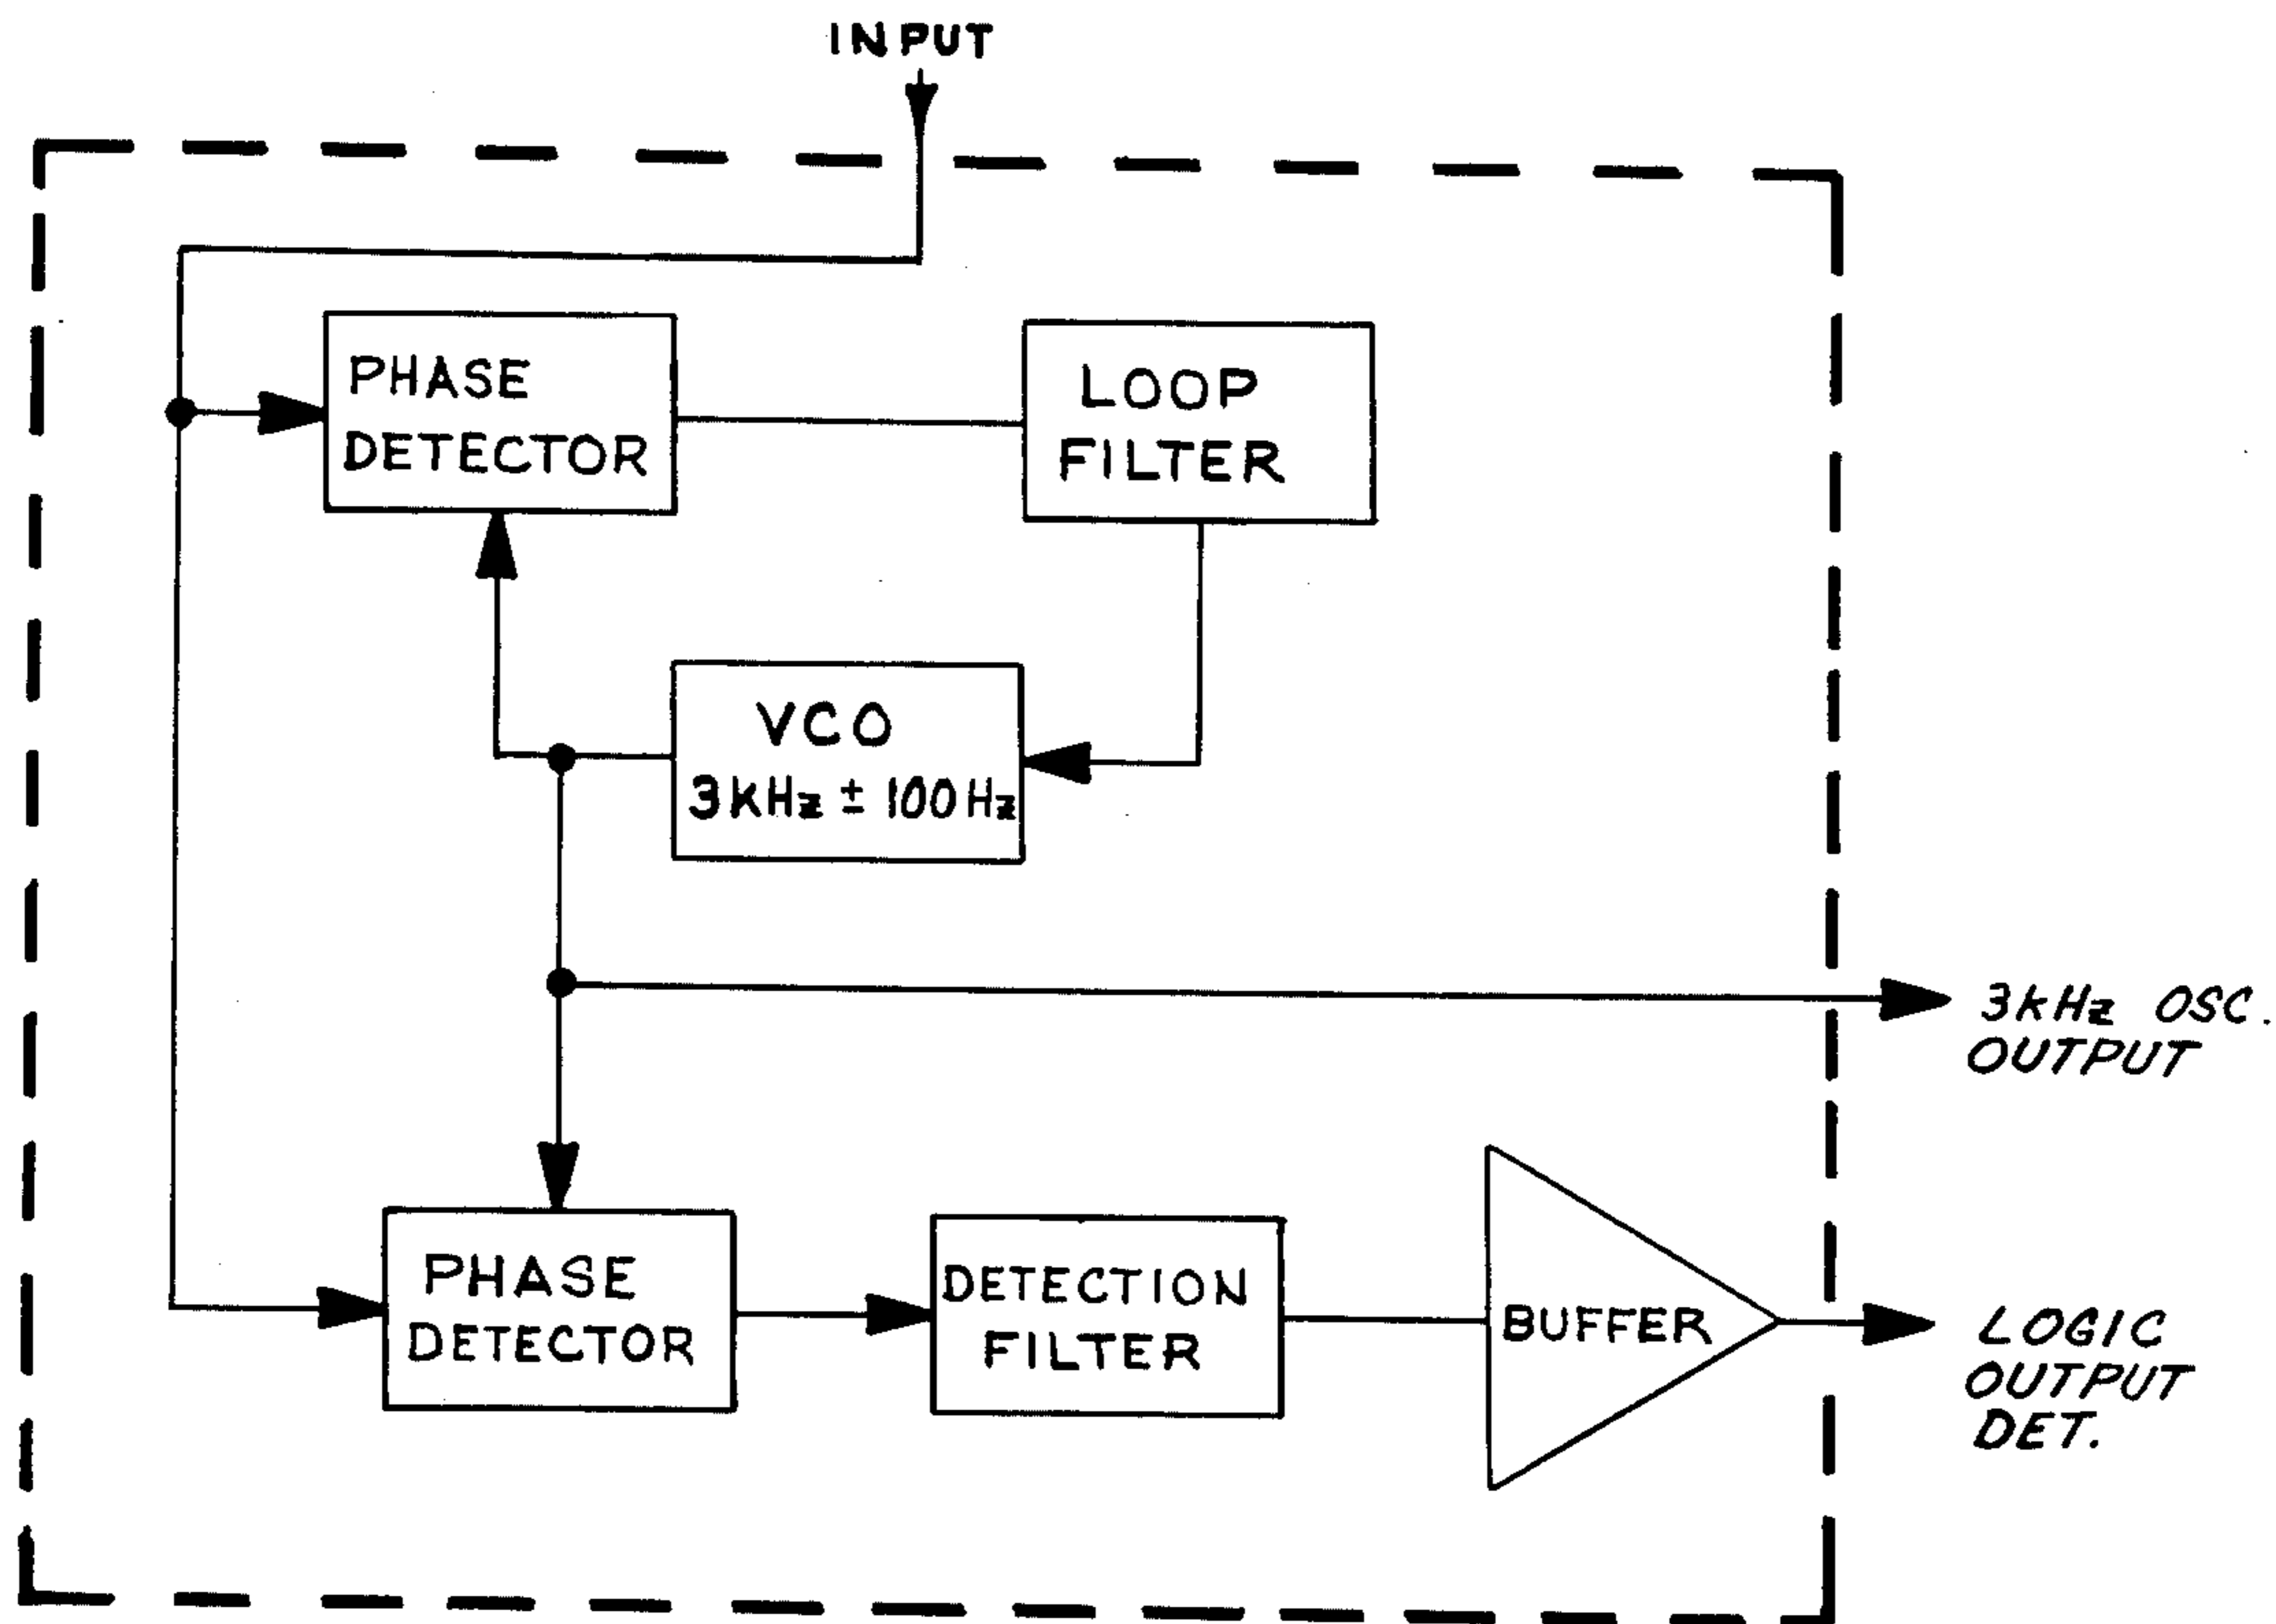 INPUT
PHASE
DETECTOR
LOOP
FILTER
VCO
3kHz ± 100Hz
3kHz OSC.
OUTPUT
PHASE
DETECTOR
DETECTION
FILTER
BUFFER
LOGIC
OUTPUT
DET.